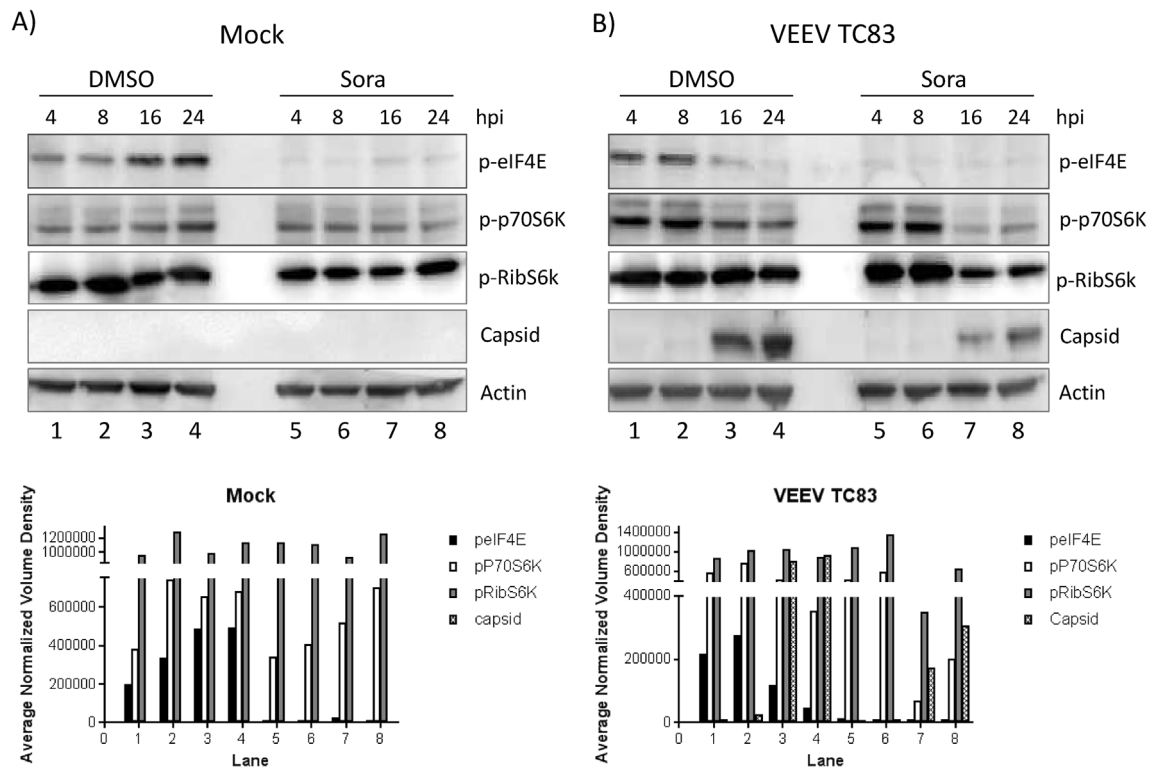 A)
Mock
DMSO Sora
4 8 16 24 4 8 16 24 hpi
p-eIF4E
p-p70S6K
p-RibS6k
Capsid
Actin
1 2 3 4 5 6 7 8
B)
VEEV TC83
DMSO Sora
4 8 16 24 4 8 16 24 hpi
p-eIF4E
p-p70S6K
p-RibS6k
Capsid
Actin
1 2 3 4 5 6 7 8
Mock
Average Normalized Volume Density
1200000
1000000
600000
400000
200000
0
0 1 2 3 4 5 6 7 8
Lane
peIF4E
pP70S6K
pRibS6K
capsid
VEEV TC83
Average Normalized Volume Density
1400000
1000000
600000
400000
200000
0
0 1 2 3 4 5 6 7 8
Lane
peIF4E
pP70S6K
pRibS6K
Capsid